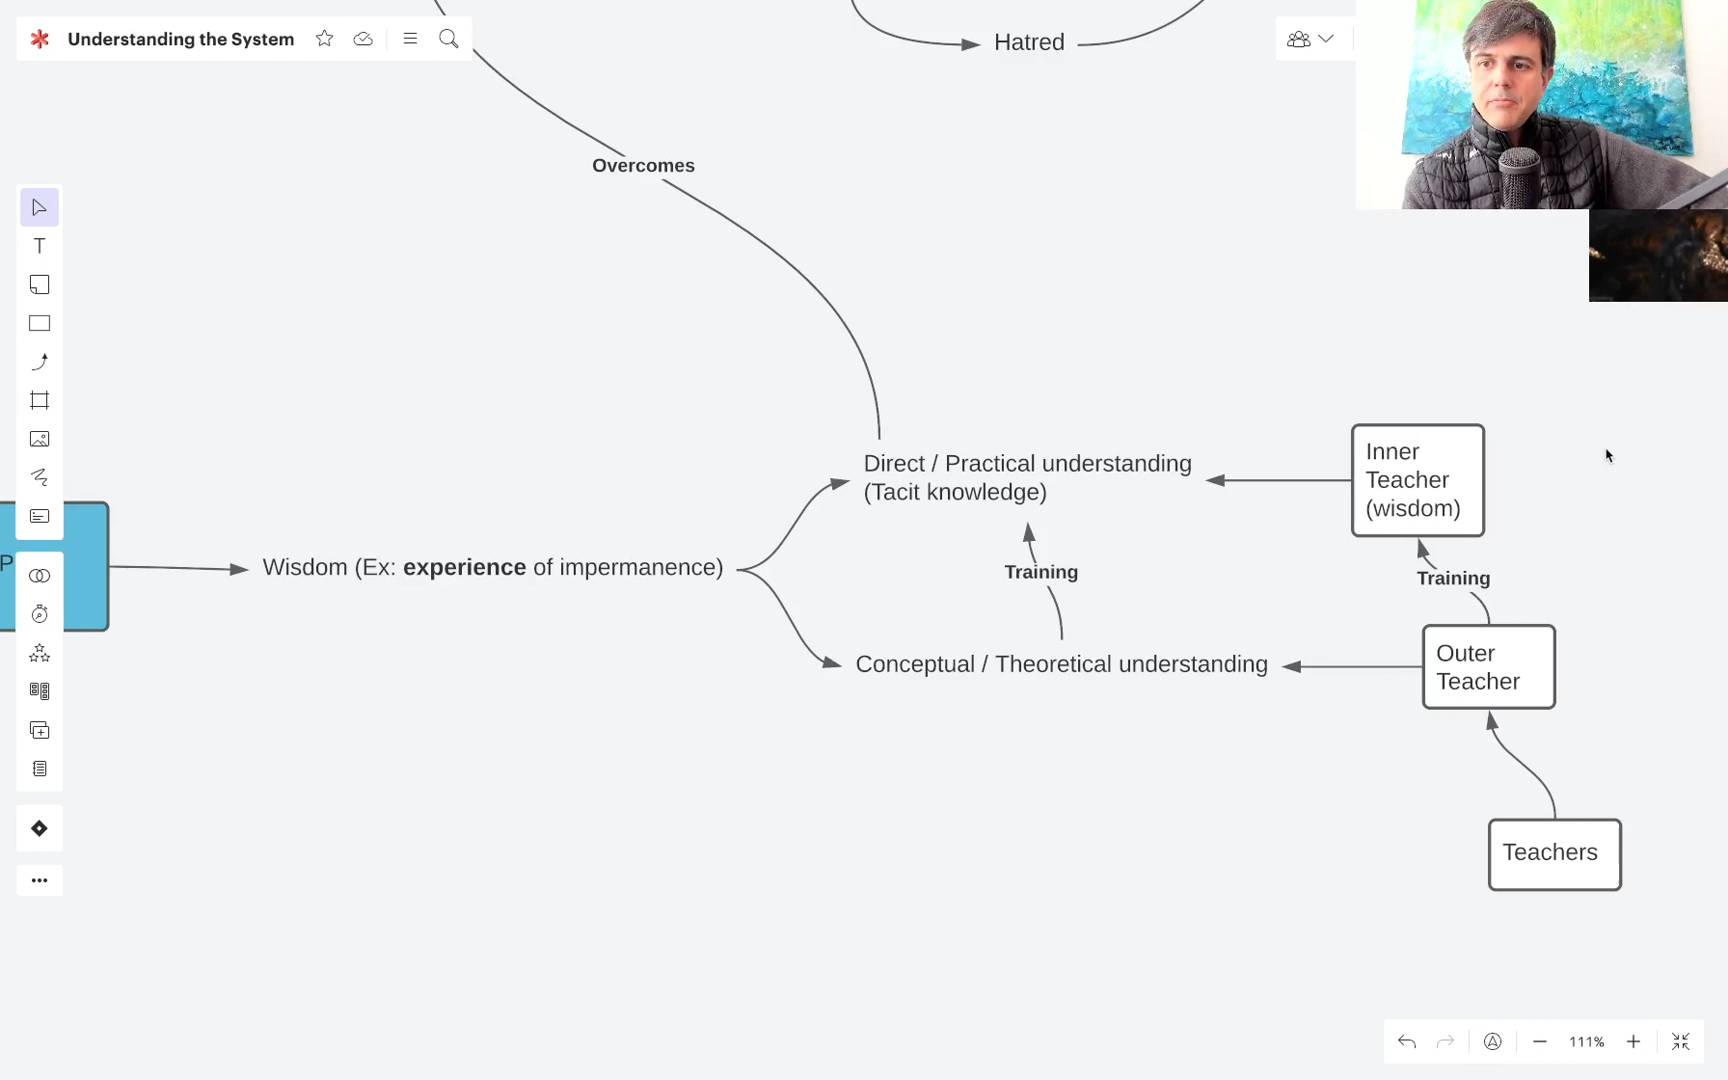 Understanding the System
Hatred
Overcomes
Direct / Practical understanding
(Tacit knowledge)
Inner
Teacher
(wisdom)
P
Wisdom (Ex: experience of impermanence)
Training
Training
Conceptual / Theoretical understanding
Outer
Teacher
Teachers
T
111%